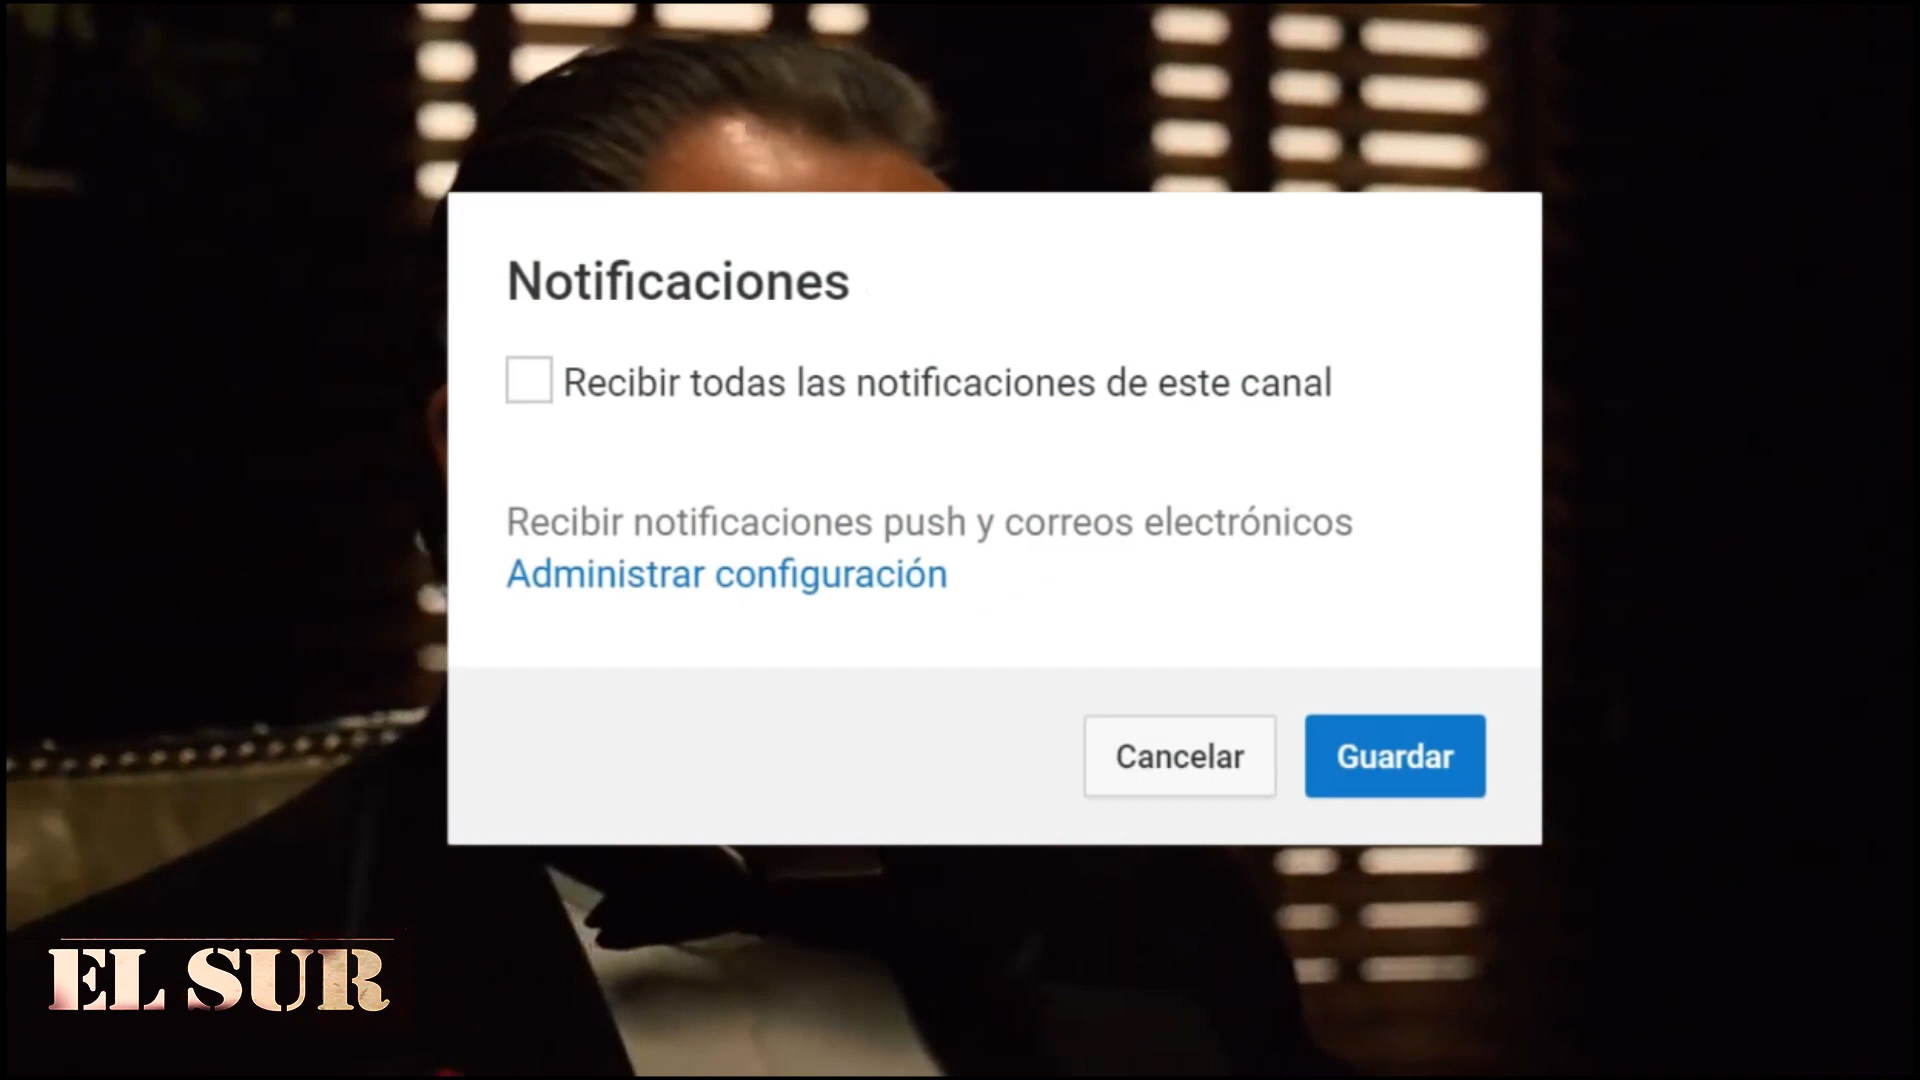 Notificaciones
Recibir todas las notificaciones de este canal
Recibir notificaciones push y correos electrónicos
Administrar configuración
Cancelar
Guardar
EL SUR